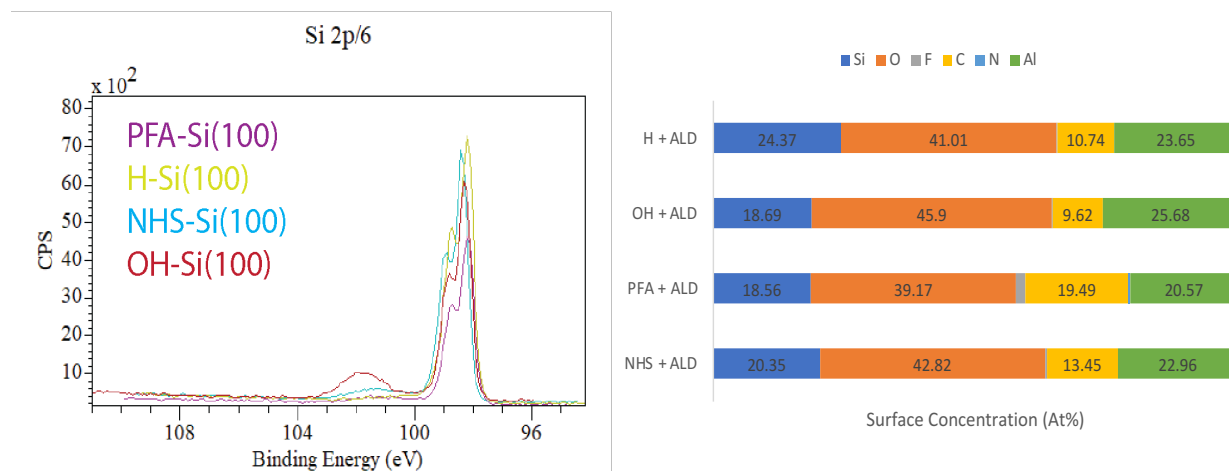 Si 2p/6
x 10²
80
70
60
50
40
30
20
10
CPS
PFA-Si(100)
H-Si(100)
NHS-Si(100)
OH-Si(100)
108 104 100 96
Binding Energy (eV)
Si O F C N Al
H + ALD 24.37 41.01 10.74 23.65
OH + ALD 18.69 45.9 9.62 25.68
PFA + ALD 18.56 39.17 19.49 20.57
NHS + ALD 20.35 42.82 13.45 22.96
Surface Concentration (At%)